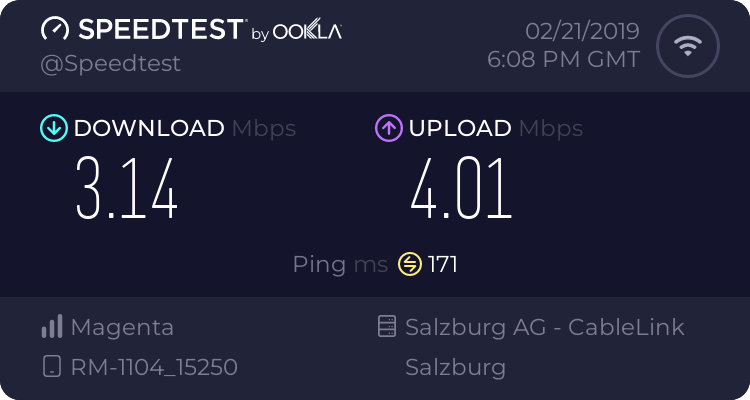 SPEEDTEST by OOKLA
@Speedtest
02/21/2019
6:08 PM GMT
DOWNLOAD Mbps
3.14
UPLOAD Mbps
4.01
Ping ms 171
Magenta
RM-1104_15250
Salzburg AG - CableLink
Salzburg